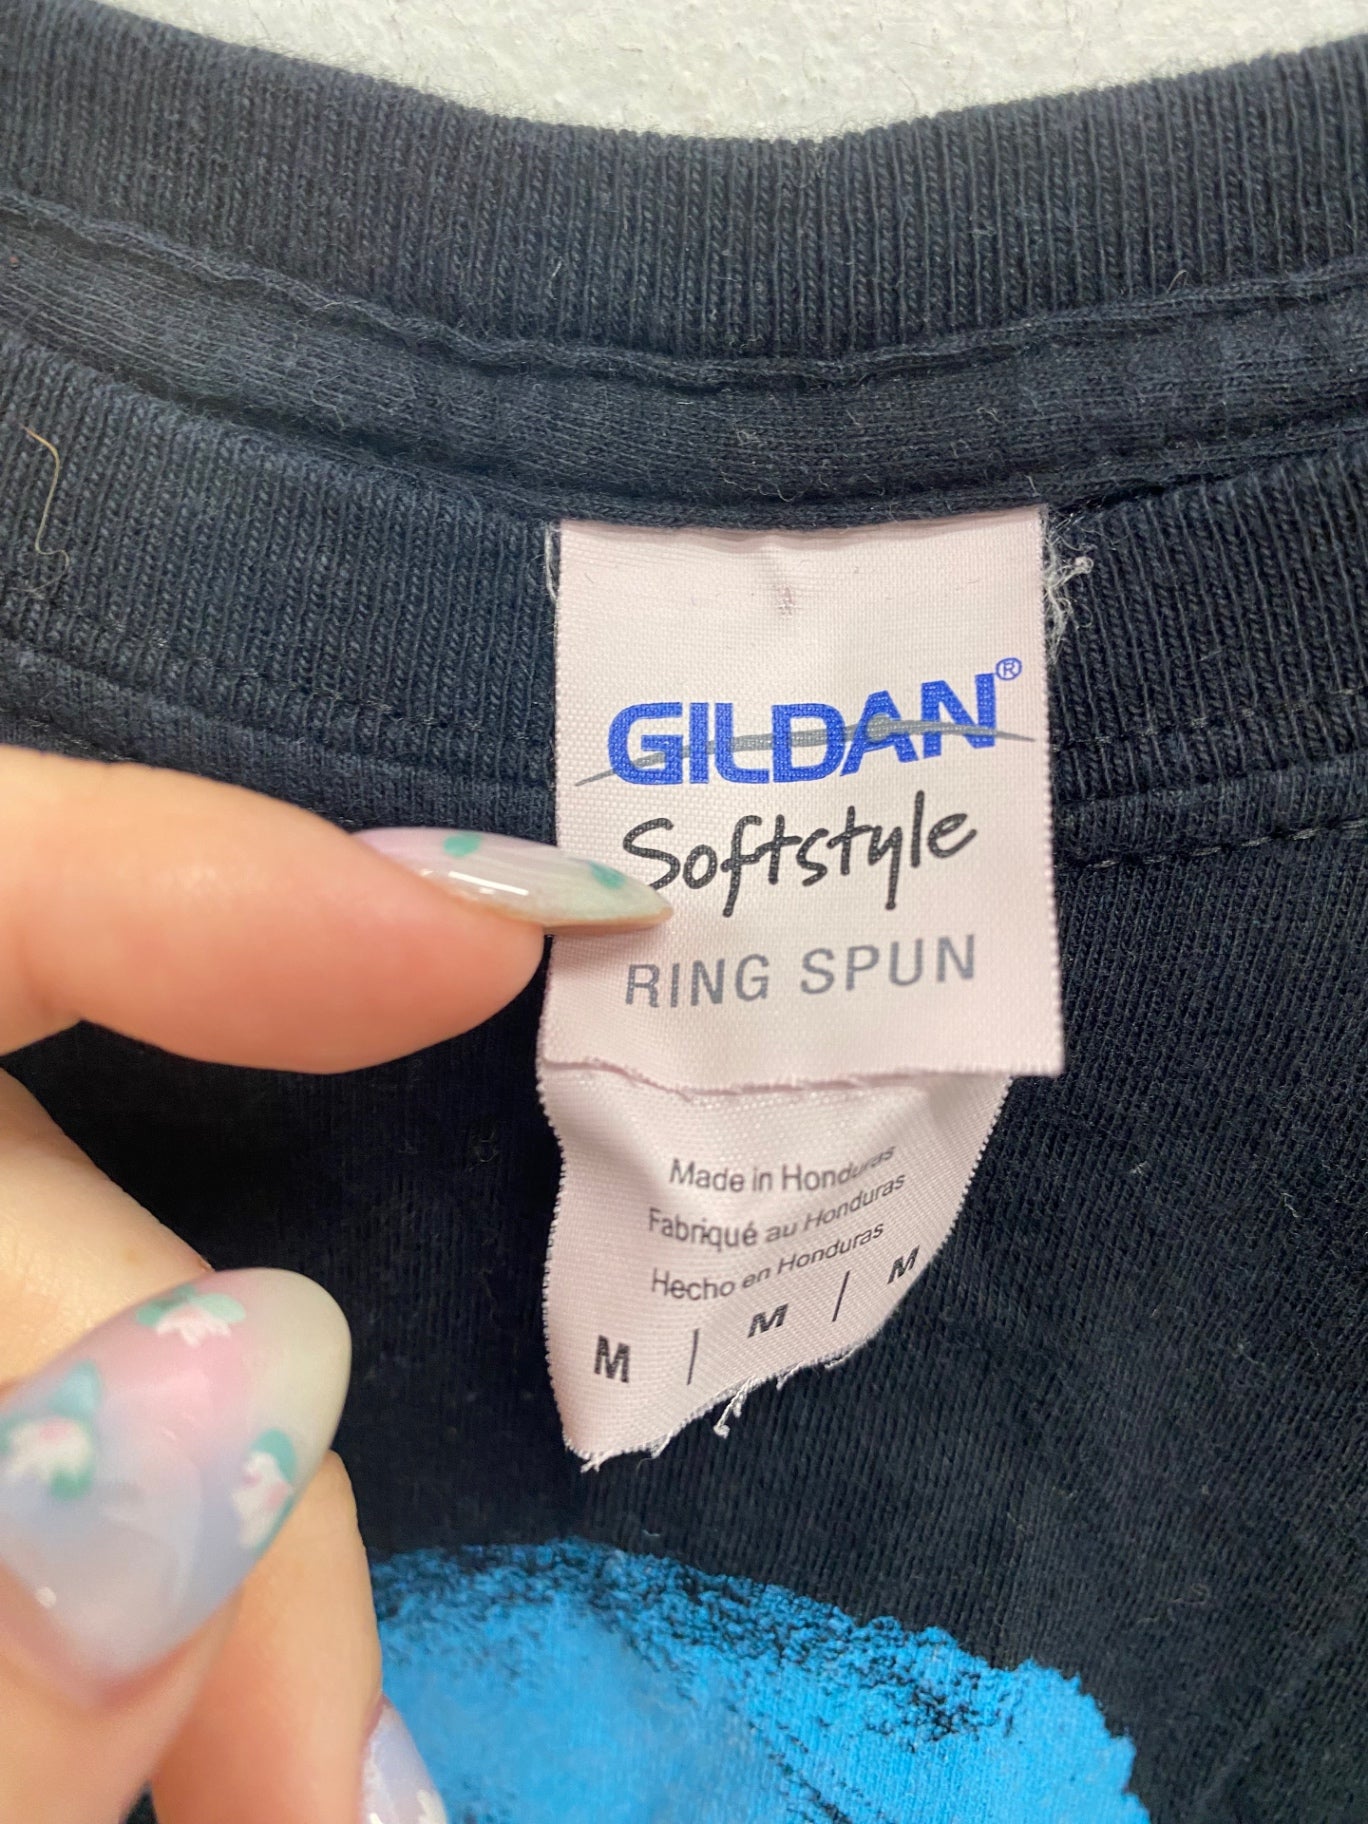 GILDAN®
Softstyle
RING SPUN
Made in Honduras
Fabriqué au Honduras
Hecho en Honduras
M / M / M